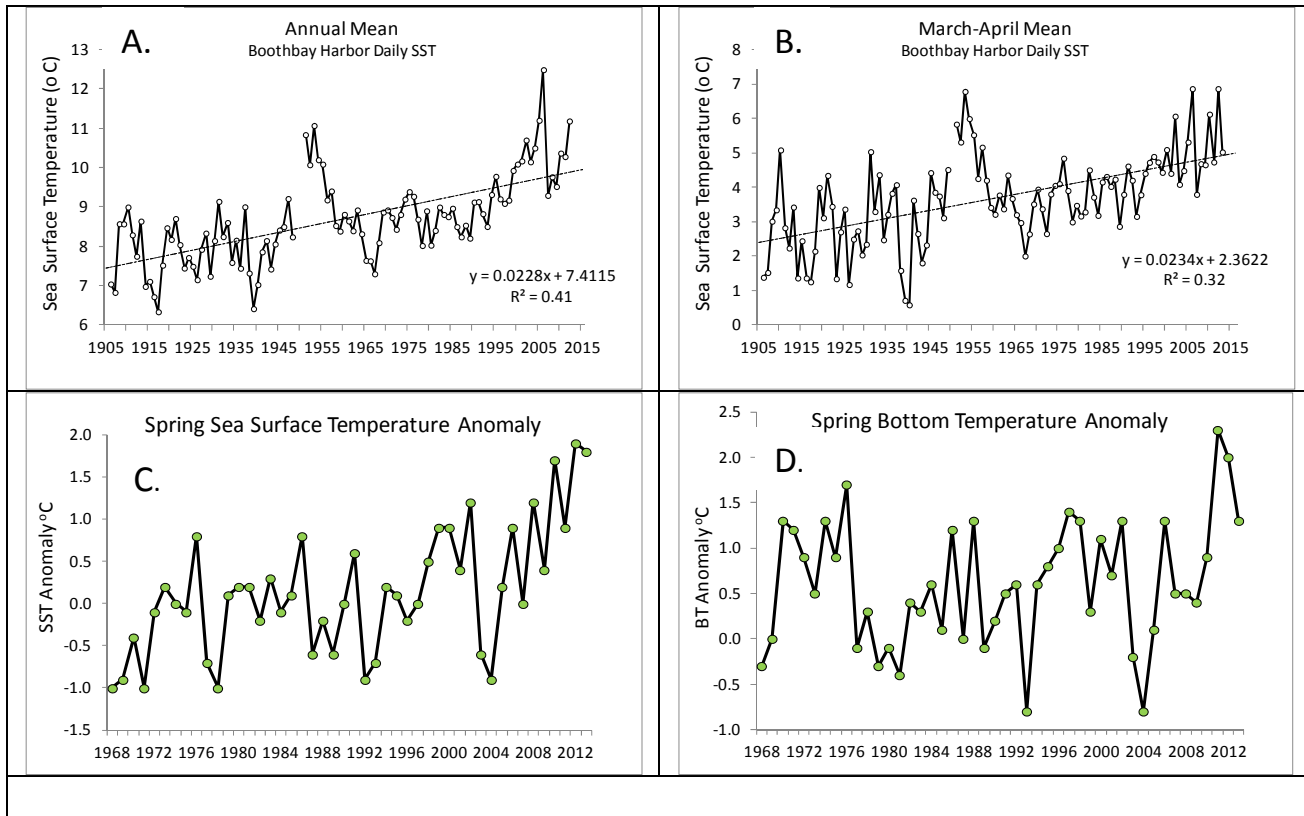 A.
Annual Mean
Boothbay Harbor Daily SST
Sea Surface Temperature (o C)
13
12
11
10
9
8
7
6
y = 0.0228x + 7.4115
R² = 0.41
1905 1915 1925 1935 1945 1955 1965 1975 1985 1995 2005 2015
B.
March-April Mean
Boothbay Harbor Daily SST
Sea Surface Temperature (o C)
8
7
6
5
4
3
2
1
0
y = 0.0234x + 2.3622
R² = 0.32
1905 1915 1925 1935 1945 1955 1965 1975 1985 1995 2005 2015
Spring Sea Surface Temperature Anomaly
C.
SST Anomaly °C
2.0
1.5
1.0
0.5
0.0
-0.5
-1.0
-1.5
1968 1972 1976 1980 1984 1988 1992 1996 2000 2004 2008 2012
Spring Bottom Temperature Anomaly
D.
BT Anomaly °C
2.5
2.0
1.5
1.0
0.5
0.0
-0.5
-1.0
1968 1972 1976 1980 1984 1988 1992 1996 2000 2004 2008 2012